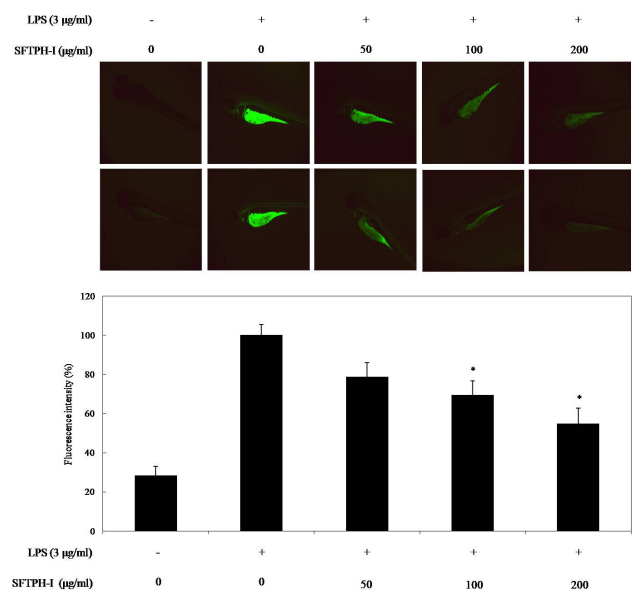 LPS (3 μg/ml) - + + + +
SFTPH-I (μg/ml) 0 0 50 100 200
120
100
80
60
40
20
0
Fluorescence intensity (%)
* *
LPS (3 μg/ml) - + + + +
SFTPH-I (μg/ml) 0 0 50 100 200